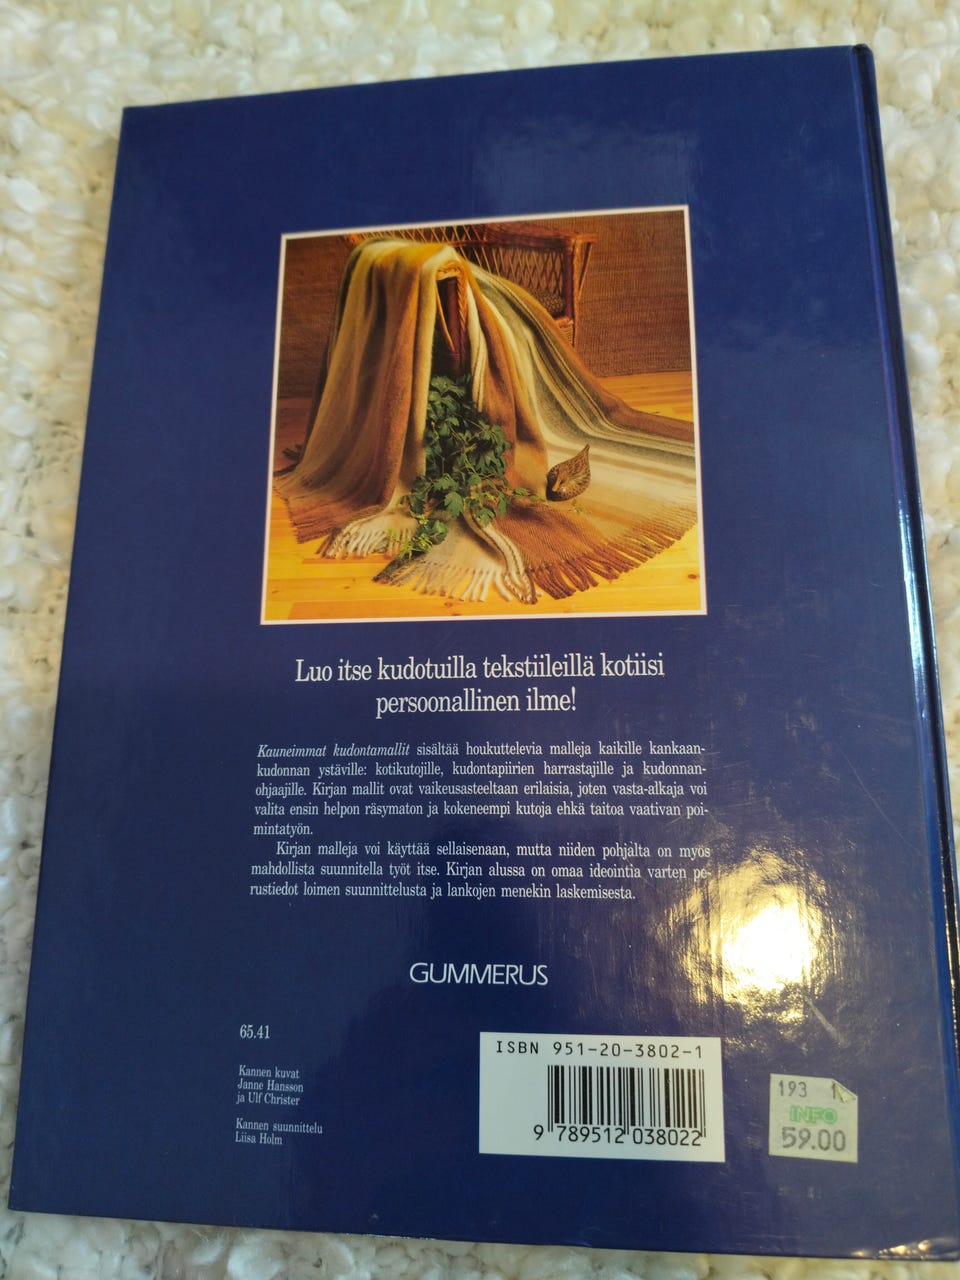 Luo itse kudotuilla tekstiileillä kotiisi
persoonallinen ilme!
Kauneimmat kudontamallit sisältää houkuttelevia malleja kaikille kankaan-
kudonnan ystäville: kotikutojille, kudontapiirien harrastajille ja kudonnan-
ohjaajille. Kirjan mallit ovat vaikeusasteeltaan erilaisia, joten vasta-alkaja voi
valita ensin helpon räsymaton ja kokeneempi kutoja ehkä taitoa vaativan poi-
mintatyön.
Kirjan malleja voi käyttää sellaisenaan, mutta niiden pohjalta on myös
mahdollista suunnitella työt itse. Kirjan alussa on omaa ideointia varten pe-
rustiedot loimen suunnittelusta ja lankojen menekin laskemisesta.
GUMMERUS
65.41
Kannen kuvat
Janne Hansson
ja Ulf Christer
Kannen suunnittelu
Liisa Holm
ISBN 951-20-3802-1
9 789512 038022
193
INFO
59.00